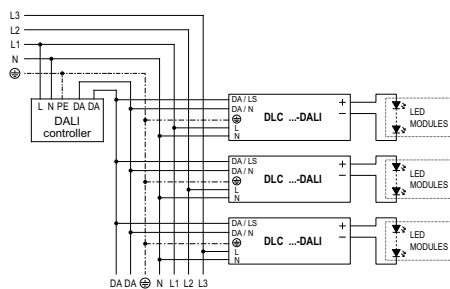 L3
L2
L1
N
L N PE DA DA
DALI
controller
DA / LS
DA / N
L
N
DLC ...-DALI
+
−
LED
MODULES
DA / LS
DA / N
L
N
DLC ...-DALI
+
−
LED
MODULES
DA / LS
DA / N
L
N
DLC ...-DALI
+
−
LED
MODULES
DA DA N L1 L2 L3